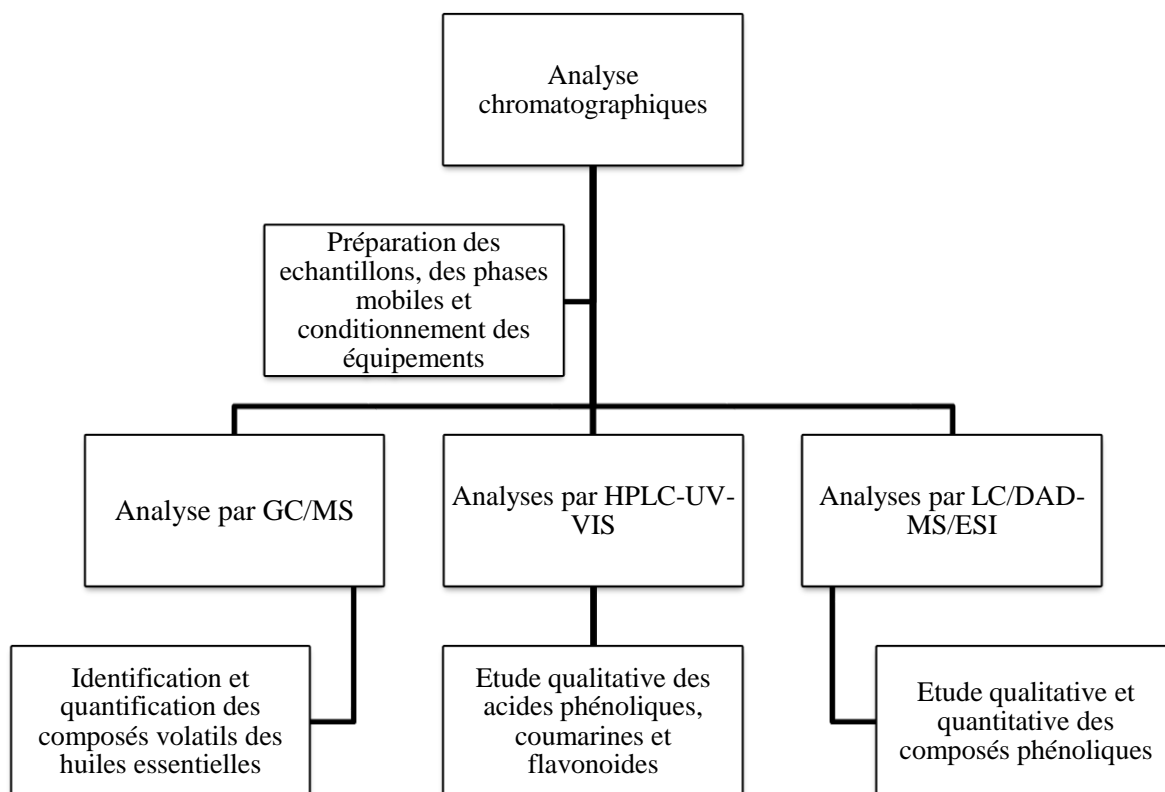 Analyse
chromatographiques
Préparation des
echantillons, des phases
mobiles et
conditionnement des
équipements
Analyse par GC/MS
Analyses par HPLC-UV-
VIS
Analyses par LC/DAD-
MS/ESI
Identification et
quantification des
composés volatils des
huiles essentielles
Etude qualitative des
acides phénoliques,
coumarines et
flavonoides
Etude qualitative et
quantitative des
composés phénoliques